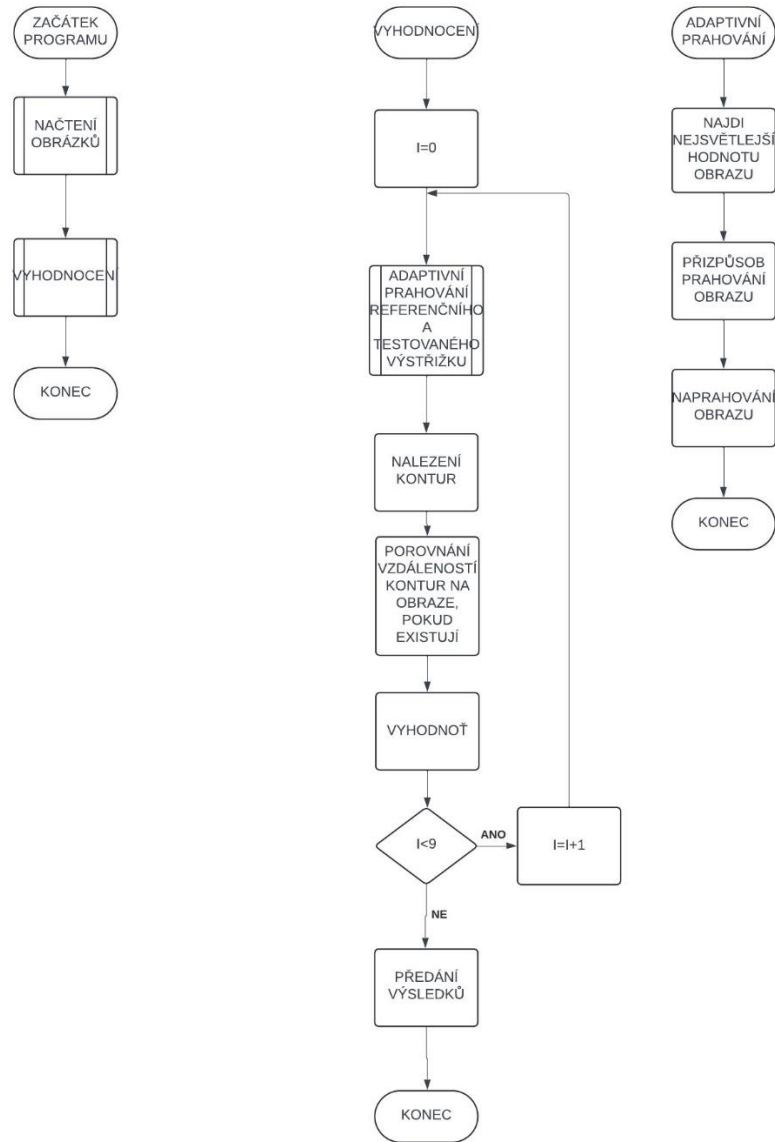 ZAČÁTEK
PROGRAMU
NAČTENÍ
OBRÁZKŮ
VYHODNOCENÍ
KONEC
VYHODNOCENÍ
I=0
ADAPTIVNÍ
PRAHOVÁNÍ
REFERENČNÍHO
A
TESTOVANÉHO
VÝSTŘIŽKU
NALEZENÍ
KONTUR
POROVNÁNÍ
VZDÁLENOSTÍ
KONTUR NA
OBRAZE,
POKUD
EXISTUJÍ
VYHODNOŤ
I<9
ANO
I=I+1
NE
PŘEDÁNÍ
VÝSLEDKŮ
KONEC
ADAPTIVNÍ
PRAHOVÁNÍ
NAJDI
NEJSVĚTLEJŠÍ
HODNOTU
OBRAZU
PŘIZPŮSOB
PRAHOVÁNÍ
OBRAZU
NAPRAHOVÁNÍ
OBRAZU
KONEC